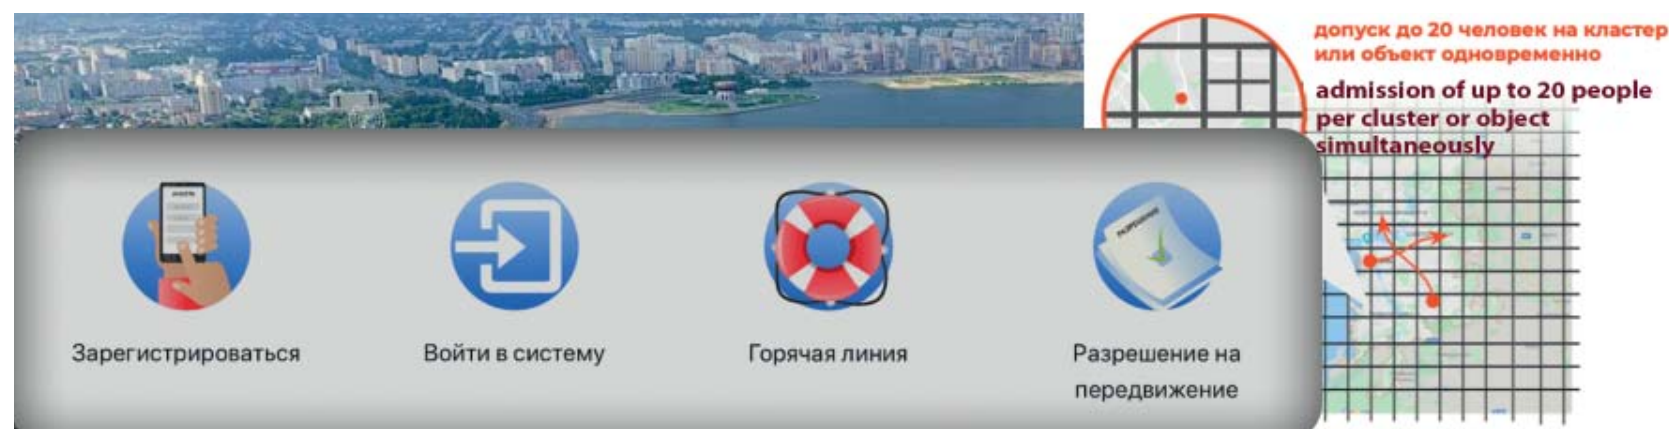 допуск до 20 человек на кластер
или объект одновременно
admission of up to 20 people
per cluster or object
simultaneously
РАЗРЕШЕНИЕ
Зарегистрироваться
Войти в систему
Горячая линия
Разрешение на
передвижение